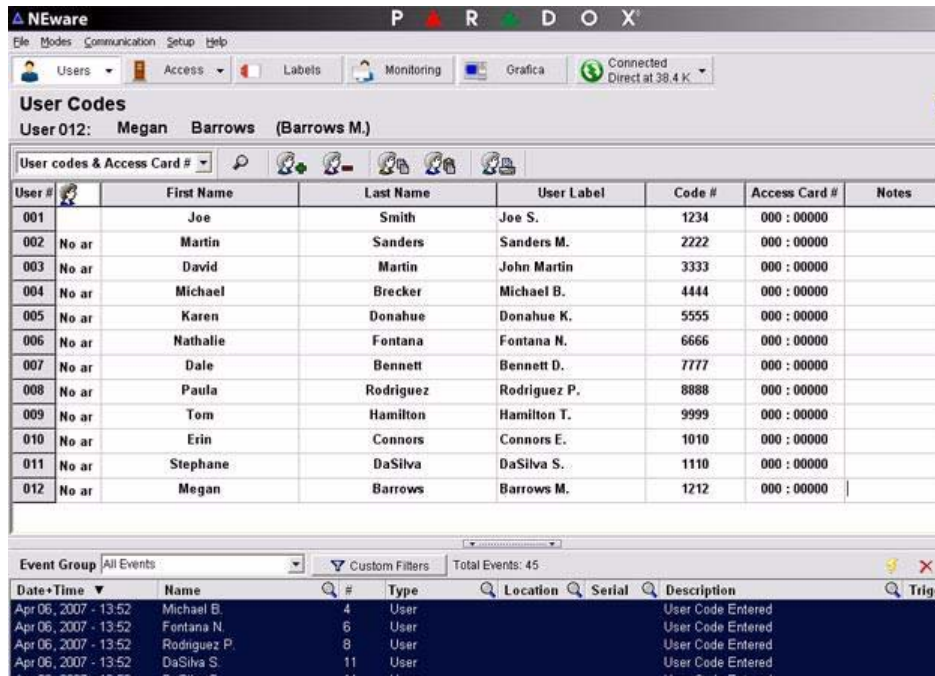 NEware
PARADOX
File Modes Communication Setup Help
Users Access Labels Monitoring Grafica Connected
Direct at 38.4 K
User Codes
User 012: Megan Barrows (Barrows M.)
User codes & Access Card #
User # First Name Last Name User Label Code # Access Card # Notes
001 Joe Smith Joe S. 1234 000 : 00000
002 No ar Martin Sanders Sanders M. 2222 000 : 00000
003 No ar David Martin John Martin 3333 000 : 00000
004 No ar Michael Brecker Michael B. 4444 000 : 00000
005 No ar Karen Donahue Donahue K. 5555 000 : 00000
006 No ar Nathalie Fontana Fontana N. 6666 000 : 00000
007 No ar Dale Bennett Bennett D. 7777 000 : 00000
008 No ar Paula Rodriguez Rodriguez P. 8888 000 : 00000
009 No ar Tom Hamilton Hamilton T. 9999 000 : 00000
010 No ar Erin Connors Connors E. 1010 000 : 00000
011 No ar Stephane DaSilva DaSilva S. 1110 000 : 00000
012 No ar Megan Barrows Barrows M. 1212 000 : 00000
Event Group All Events Custom Filters Total Events: 45
Date+Time Name # Type Location Serial Description Trig
Apr 06, 2007 - 13:52 Michael B. 4 User User Code Entered
Apr 06, 2007 - 13:52 Fontana N. 6 User User Code Entered
Apr 06, 2007 - 13:52 Rodriguez P. 8 User User Code Entered
Apr 06, 2007 - 13:52 DaSilva S. 11 User User Code Entered